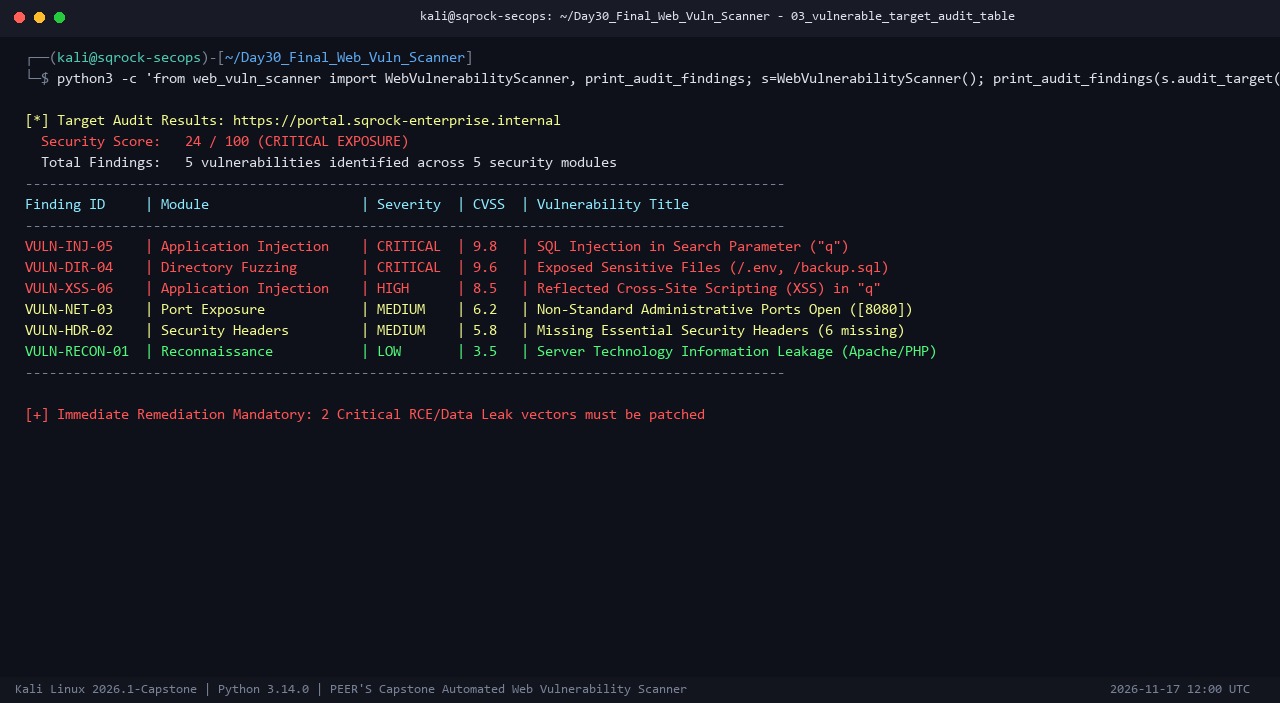 kali@sqrock-secops: ~/Day30_Final_Web_Vuln_Scanner - 03_vulnerable_target_audit_table
┌──(kali@sqrock-secops)-[~/Day30_Final_Web_Vuln_Scanner]
└─$ python3 -c 'from web_vuln_scanner import WebVulnerabilityScanner, print_audit_findings; s=WebVulnerabilityScanner(); print_audit_findings(s.audit_target(
[*] Target Audit Results: https://portal.sqrock-enterprise.internal
Security Score:   24 / 100 (CRITICAL EXPOSURE)
Total Findings:   5 vulnerabilities identified across 5 security modules
-----------------------------------------------------------------------------------------------
Finding ID     | Module                   | Severity  | CVSS  | Vulnerability Title
-----------------------------------------------------------------------------------------------
VULN-INJ-05    | Application Injection    | CRITICAL  | 9.8   | SQL Injection in Search Parameter ("q")
VULN-DIR-04    | Directory Fuzzing        | CRITICAL  | 9.6   | Exposed Sensitive Files (/.env, /backup.sql)
VULN-XSS-06    | Application Injection    | HIGH      | 8.5   | Reflected Cross-Site Scripting (XSS) in "q"
VULN-NET-03    | Port Exposure            | MEDIUM    | 6.2   | Non-Standard Administrative Ports Open ([8080])
VULN-HDR-02    | Security Headers         | MEDIUM    | 5.8   | Missing Essential Security Headers (6 missing)
VULN-RECON-01  | Reconnaissance           | LOW       | 3.5   | Server Technology Information Leakage (Apache/PHP)
-----------------------------------------------------------------------------------------------
[+] Immediate Remediation Mandatory: 2 Critical RCE/Data Leak vectors must be patched
Kali Linux 2026.1-Capstone | Python 3.14.0 | PEER'S Capstone Automated Web Vulnerability Scanner
2026-11-17 12:00 UTC